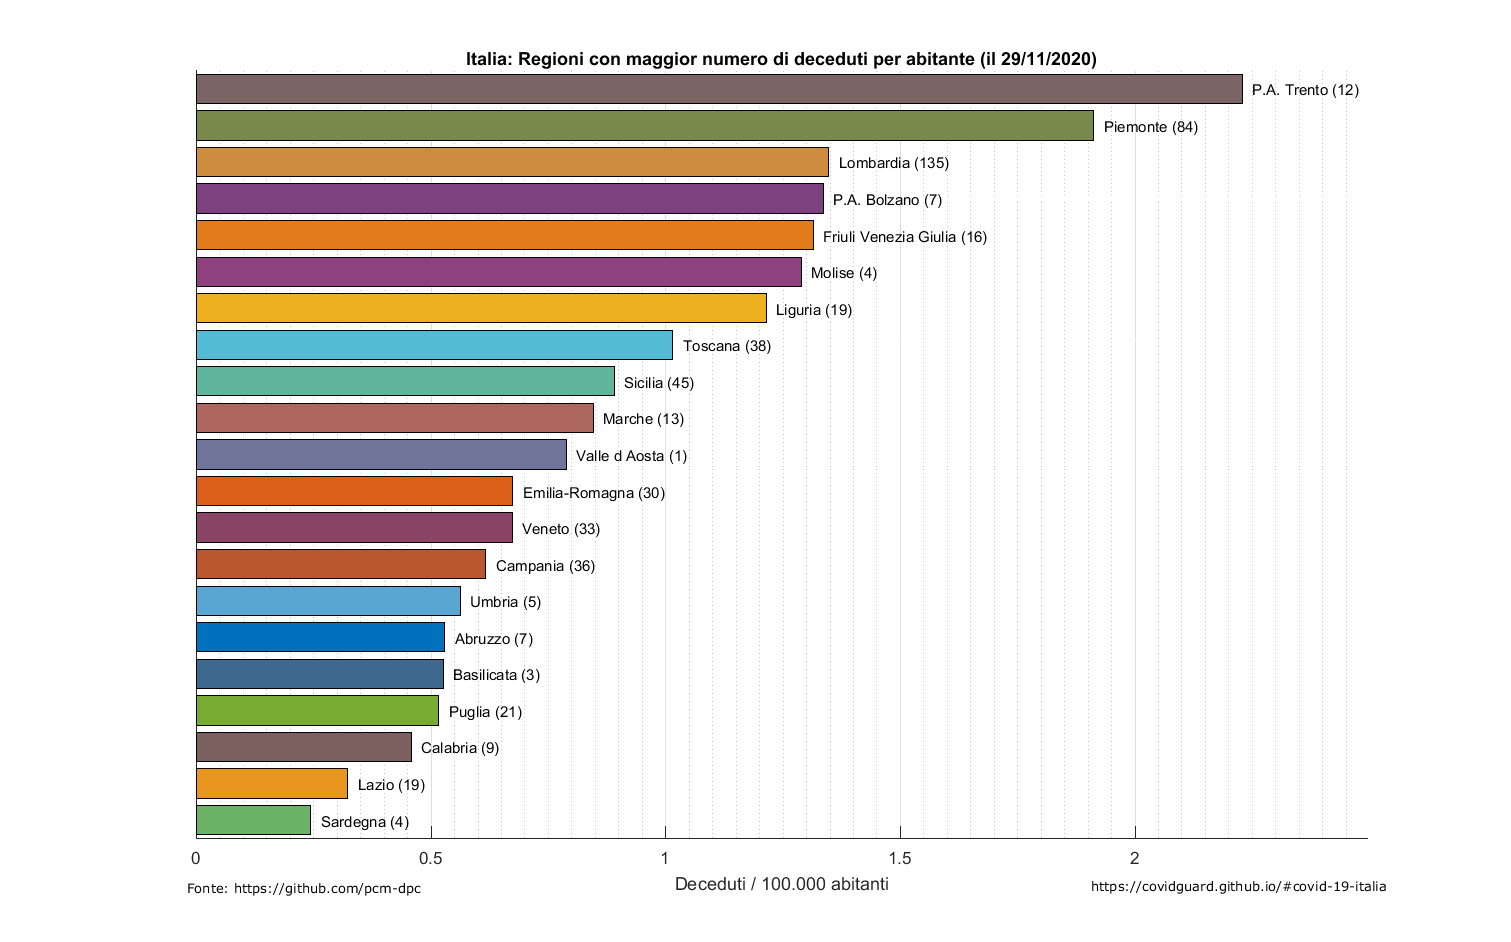 Italia: Regioni con maggior numero di deceduti per abitante (il 29/11/2020)
P.A. Trento (12)
Piemonte (84)
Lombardia (135)
P.A. Bolzano (7)
Friuli Venezia Giulia (16)
Molise (4)
Liguria (19)
Toscana (38)
Sicilia (45)
Marche (13)
Valle d Aosta (1)
Emilia-Romagna (30)
Veneto (33)
Campania (36)
Umbria (5)
Abruzzo (7)
Basilicata (3)
Puglia (21)
Calabria (9)
Lazio (19)
Sardegna (4)
0 0.5 1 1.5 2
Deceduti / 100.000 abitanti
Fonte: https://github.com/pcm-dpc
https://covidguard.github.io/#covid-19-italia